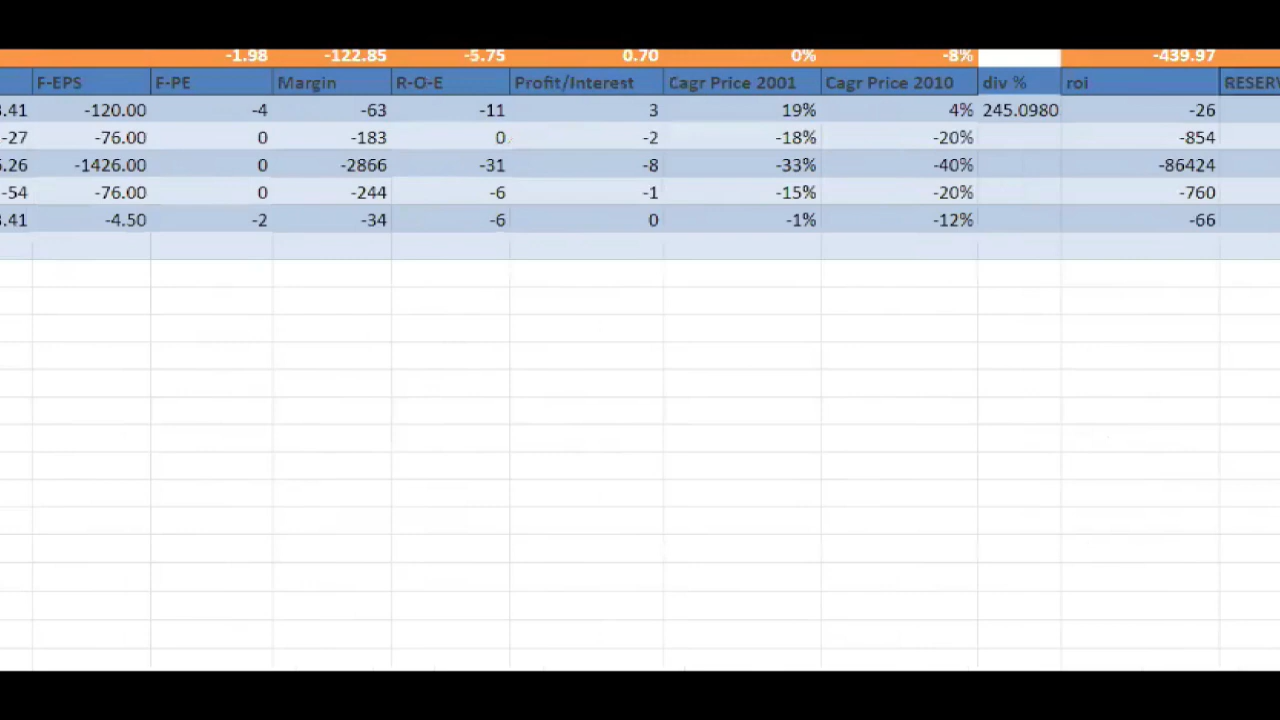 -1.98 -122.85 -5.75 0.70 0% -8% -439.97
F-EPS F-PE Margin R-O-E Profit/Interest Cagr Price 2001 Cagr Price 2010 div % roi RESERV
3.41 -120.00 -4 -63 -11 3 19% 4% 245.0980 -26
-27 -76.00 0 -183 0 -2 -18% -20% -854
5.26 -1426.00 0 -2866 -31 -8 -33% -40% -86424
-54 -76.00 0 -244 -6 -1 -15% -20% -760
3.41 -4.50 -2 -34 -6 0 -1% -12% -66